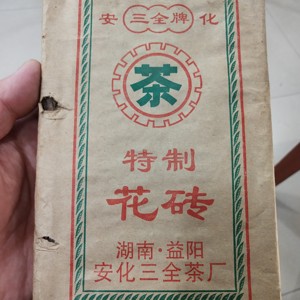 安三全牌化
茶
特制
花砖
湖南·益阳
安化三全茶厂